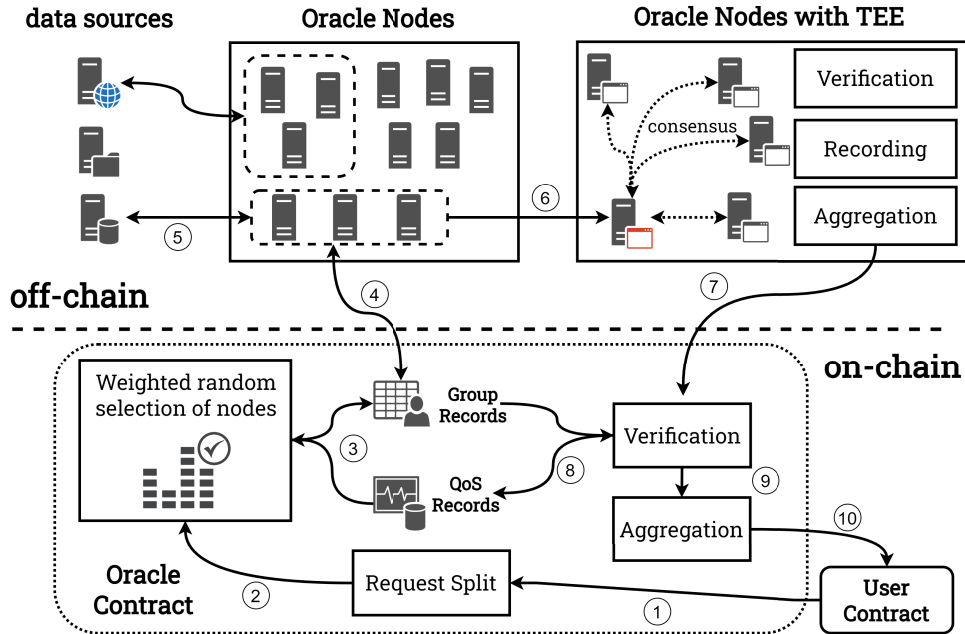 data sources
Oracle Nodes
Oracle Nodes with TEE
Verification
consensus
Recording
Aggregation
5
6
4
7
off-chain
on-chain
Weighted random
selection of nodes
Group
Records
3
8
QoS
Records
Verification
9
Aggregation
10
Oracle
Contract
2
Request Split
1
User
Contract